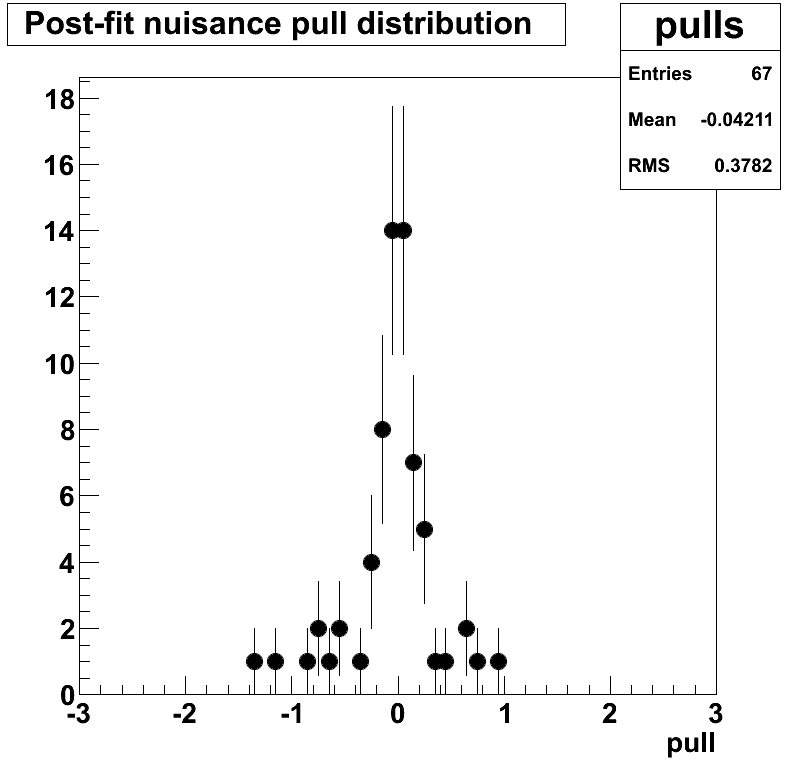 Post-fit nuisance pull distribution
pulls
Entries 67
Mean -0.04211
RMS 0.3782
18
16
14
12
10
8
6
4
2
0
-3 -2 -1 0 1 2 3
pull